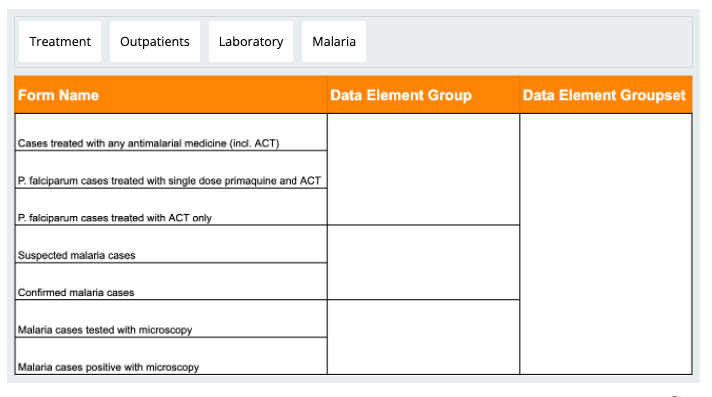 Treatment Outpatients Laboratory Malaria
Form Name Data Element Group Data Element Groupset
Cases treated with any antimalarial medicine (incl. ACT)
P. falciparum cases treated with single dose primaquine and ACT
P. falciparum cases treated with ACT only
Suspected malaria cases
Confirmed malaria cases
Malaria cases tested with microscopy
Malaria cases positive with microscopy